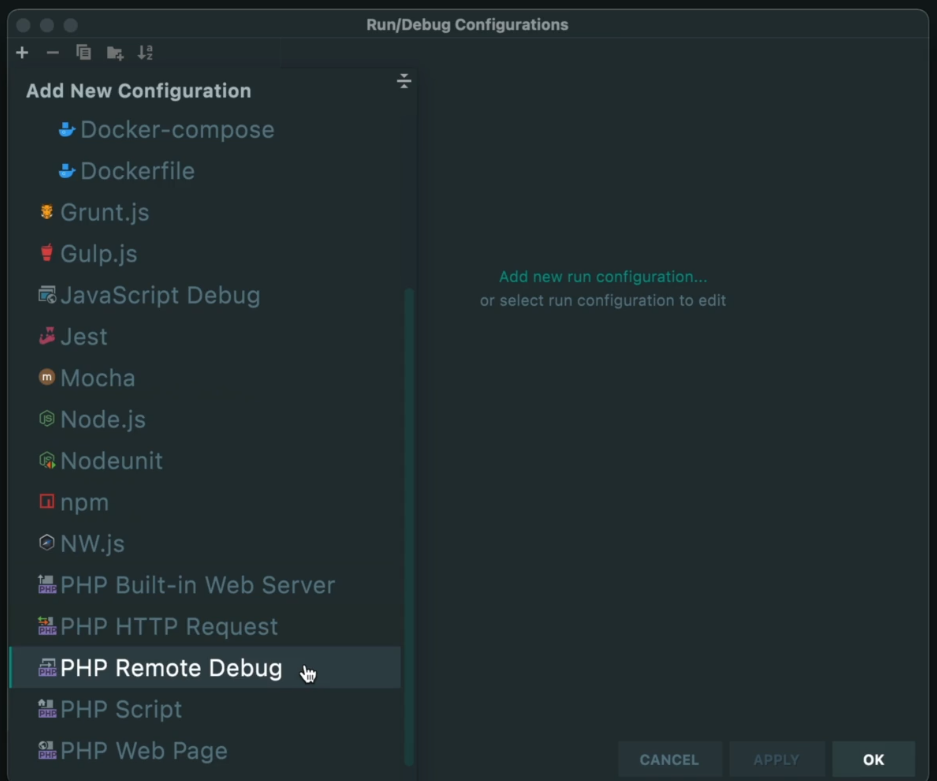 Run/Debug Configurations
Add New Configuration
Docker-compose
Dockerfile
Grunt.js
Gulp.js
JavaScript Debug
Jest
Mocha
Node.js
Nodeunit
npm
NW.js
PHP Built-in Web Server
PHP HTTP Request
PHP Remote Debug
PHP Script
PHP Web Page
Add new run configuration...
or select run configuration to edit
CANCEL
APPLY
OK